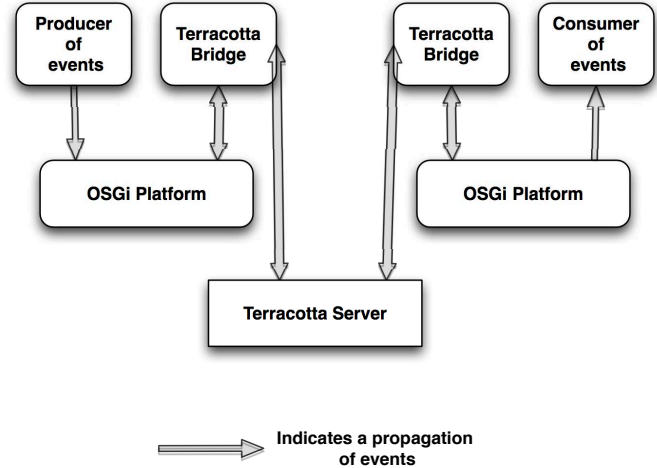 Producer
of
events
Terracotta
Bridge
Terracotta
Bridge
Consumer
of
events
OSGi Platform
OSGi Platform
Terracotta Server
Indicates a propagation
of events